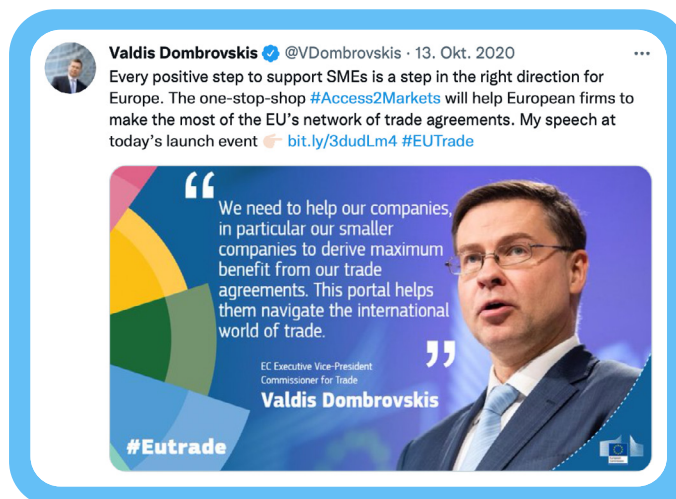 Valdis Dombrovskis @VDombrovskis · 13. Okt. 2020
Every positive step to support SMEs is a step in the right direction for
Europe. The one-stop-shop #Access2Markets will help European firms to
make the most of the EU’s network of trade agreements. My speech at
today’s launch event 👉🏻 bit.ly/3dudLm4 #EUTrade
“
We need to help our companies,
in particular our smaller
companies to derive maximum
benefit from our trade
agreements. This portal helps
them navigate the international
world of trade.
”
EC Executive Vice-President
Commissioner for Trade
Valdis Dombrovskis
#Eutrade